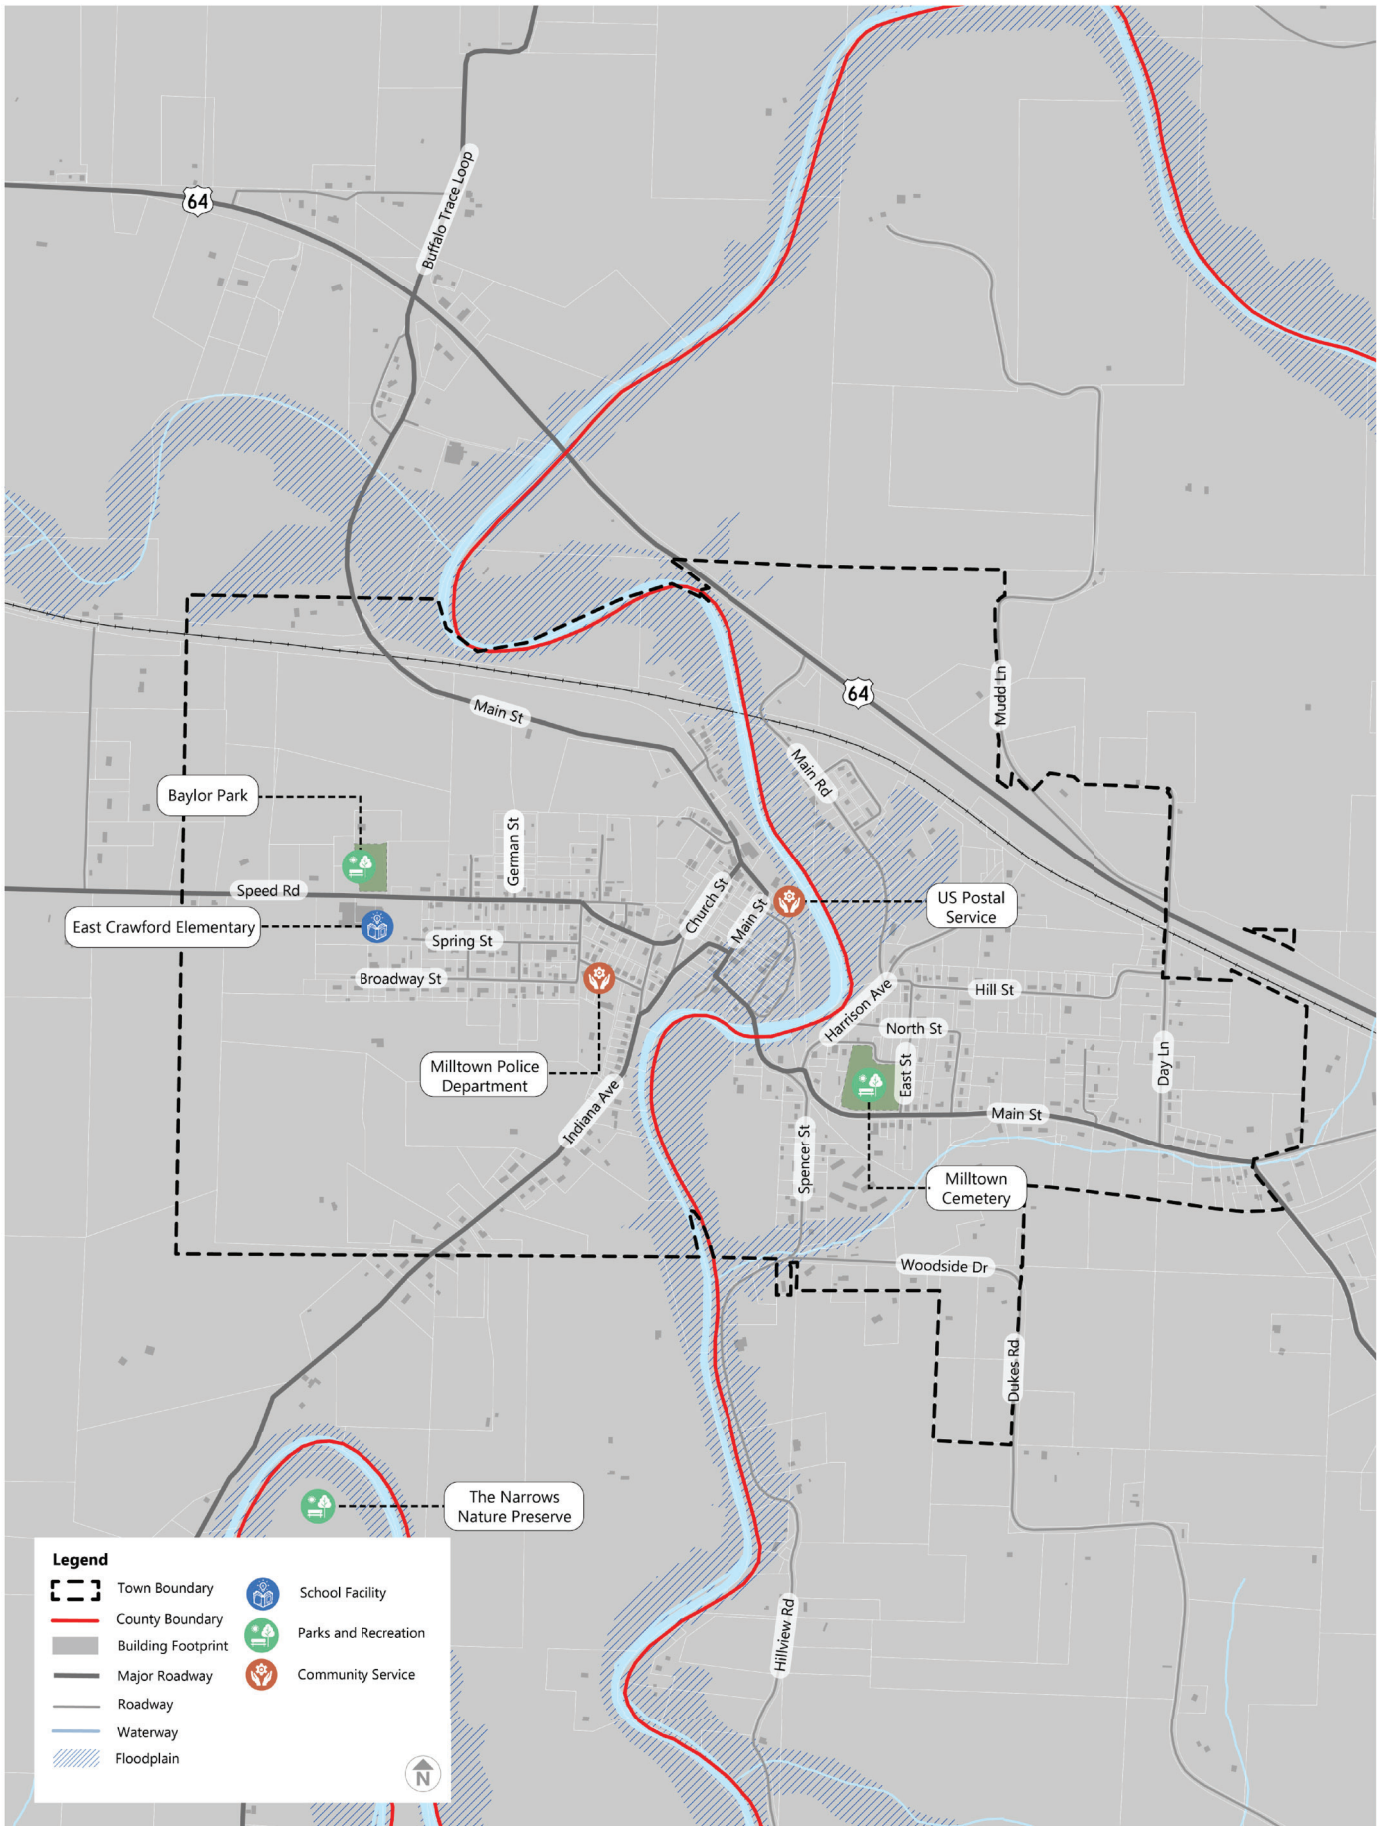 64
Buffalo Trace Loop
64
Mudd Ln
Main St
Main Rd
Baylor Park
German St
Speed Rd
Church St
Main St
US Postal
Service
East Crawford Elementary
Spring St
Broadway St
Hill St
Harrison Ave
North St
East St
Day Ln
Milltown Police
Department
Indiana Ave
Main St
Spencer St
Milltown
Cemetery
Woodside Dr
Dukes Rd
The Narrows
Nature Preserve
Hillview Rd
Legend
Town Boundary
County Boundary
Building Footprint
Major Roadway
Roadway
Waterway
Floodplain
School Facility
Parks and Recreation
Community Service
N